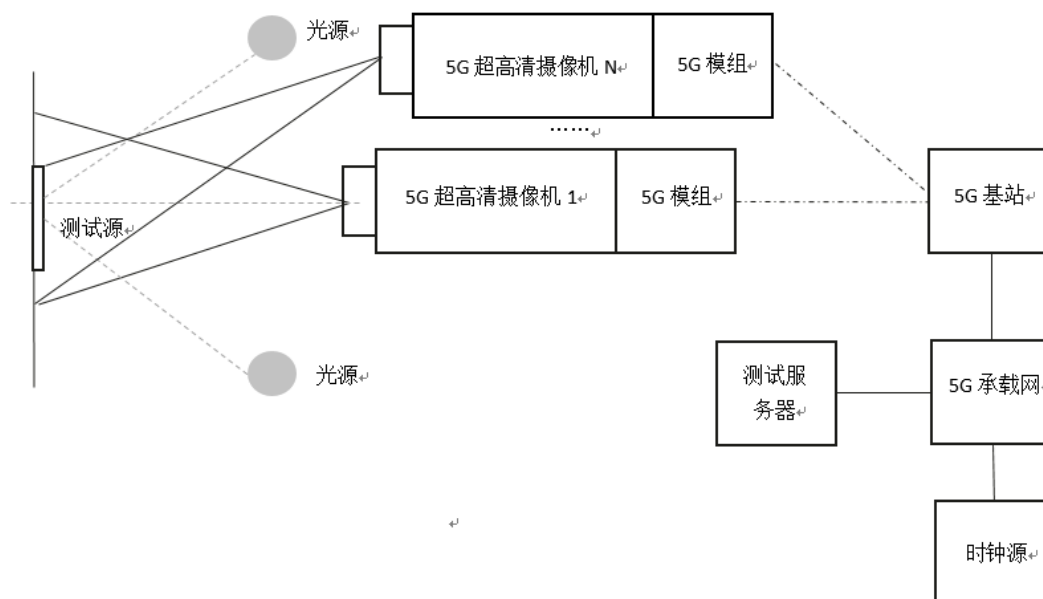 光源
5G 超高清摄像机 N
5G 模组
……
5G 超高清摄像机 1
5G 模组
5G 基站
测试源
光源
测试服
务器
5G 承载网
时钟源